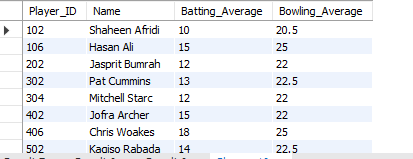 Player_ID Name Batting_Average Bowling_Average
102 Shaheen Afridi 10 20.5
106 Hasan Ali 15 25
202 Jasprit Bumrah 12 22
302 Pat Cummins 13 22.5
304 Mitchell Starc 12 22
402 Jofra Archer 15 22
406 Chris Woakes 18 25
502 Kagiso Rabada 14 22.5